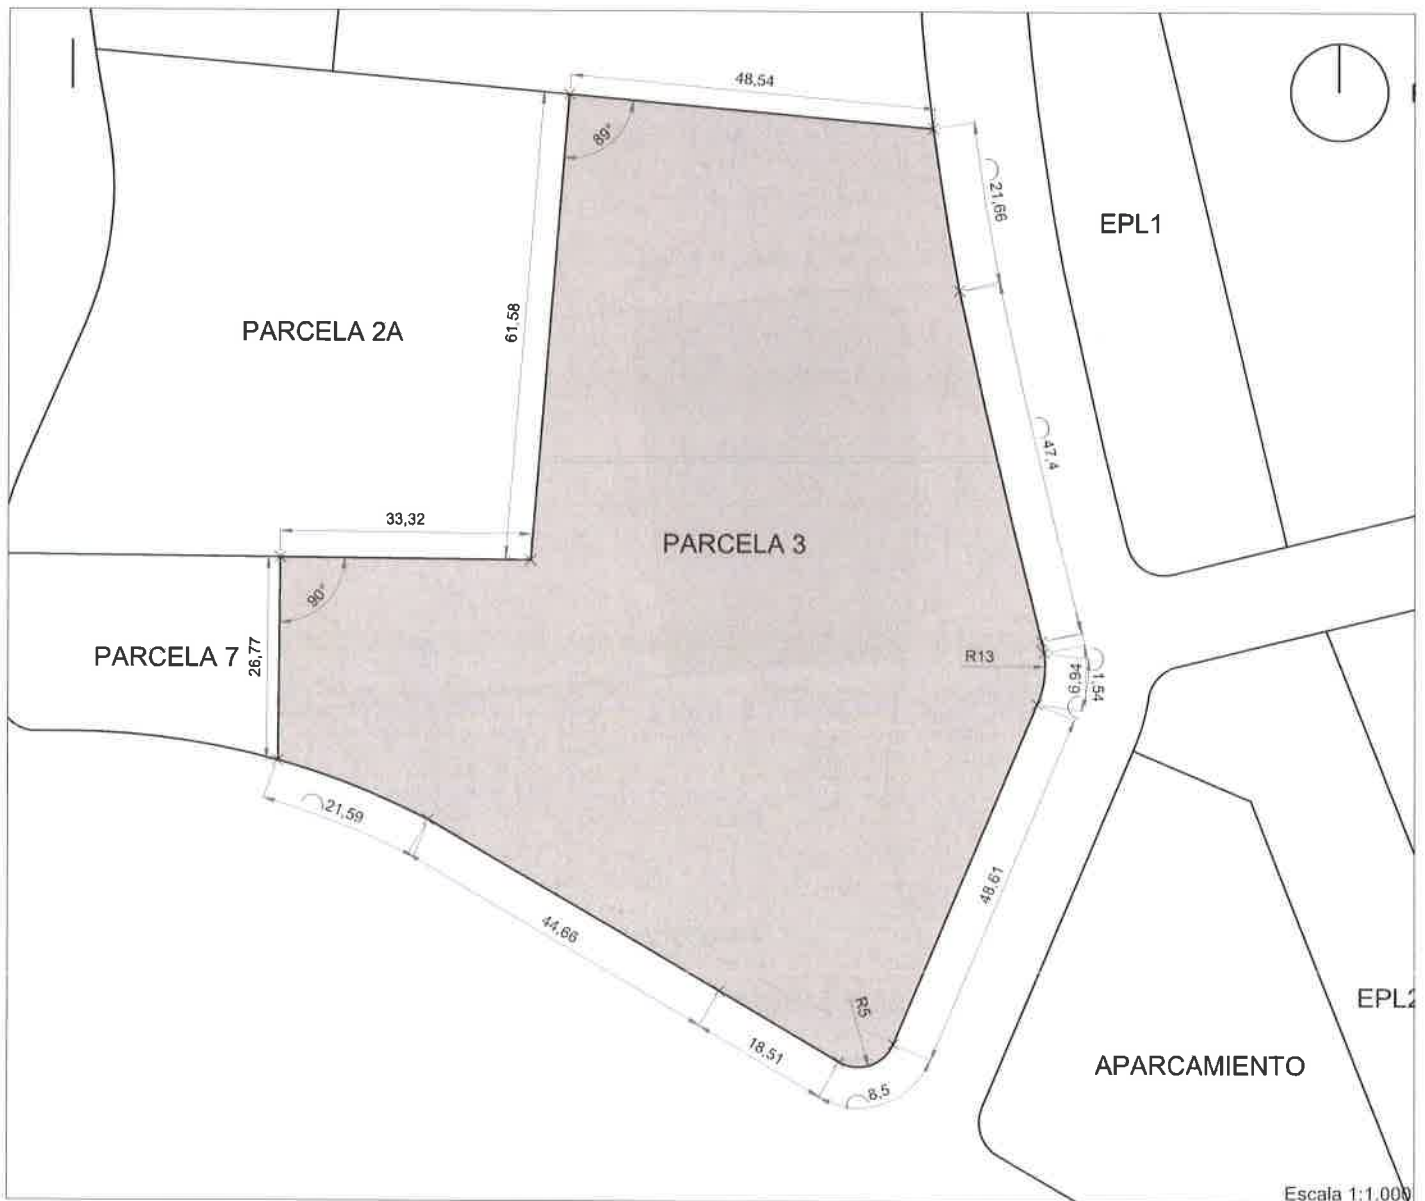 48,54
89°
21,66
EPL1
PARCELA 2A
61,58
47,4
33,32
PARCELA 3
90°
PARCELA 7
26,77
R13
1,54
6,94
21,59
48,61
44,66
R5
EPL2
18,51
8,5
APARCAMIENTO
Escala 1:1.000